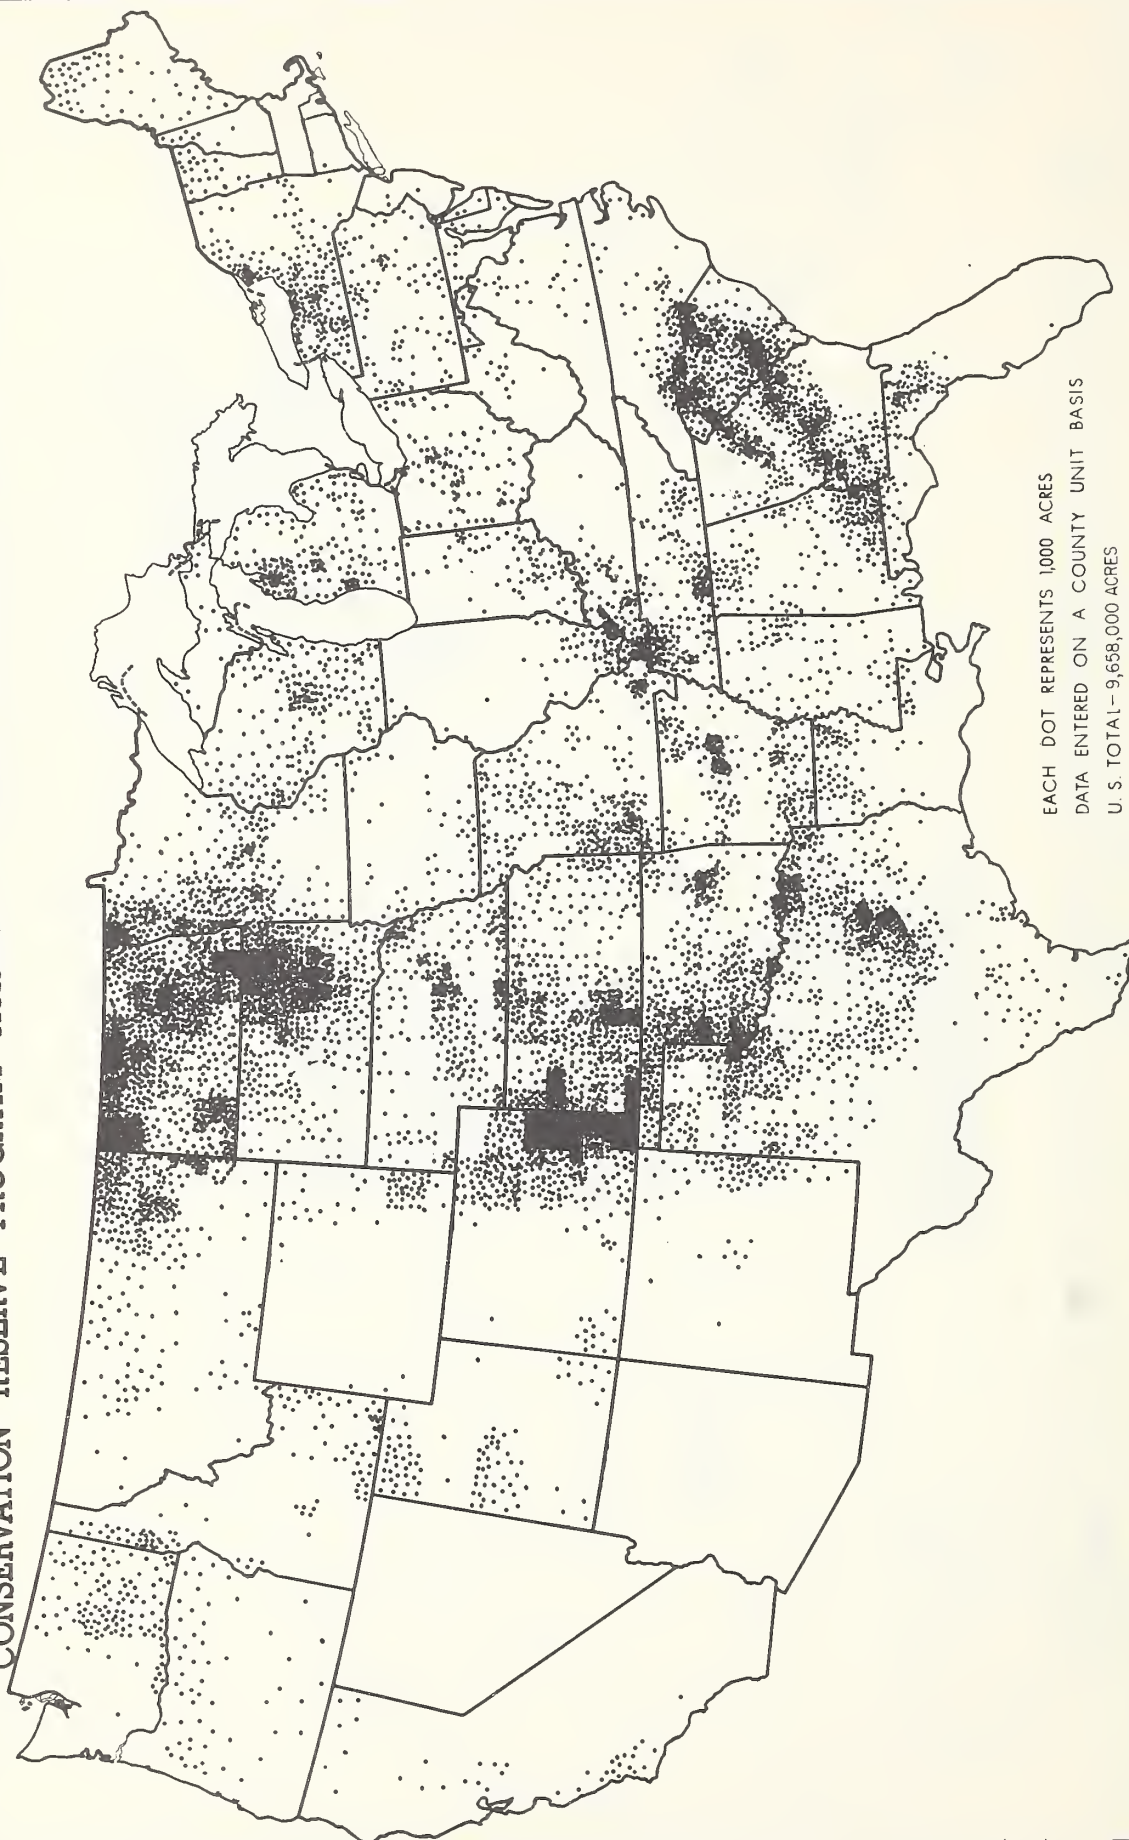 CONSERVATION RESERVE PROGRAM
EACH DOT REPRESENTS 1,000 ACRES
DATA ENTERED ON A COUNTY UNIT BASIS
U. S. TOTAL – 9,658,000 ACRES